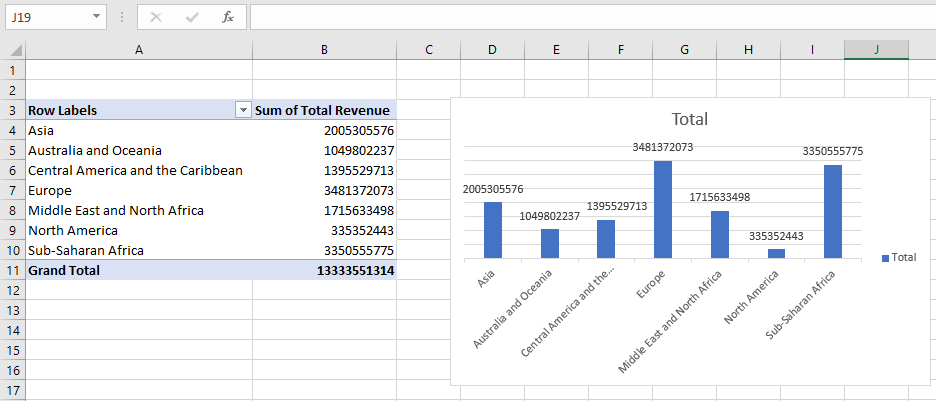 J19
fx
A B C D E F G H I J
1
2
3 Row Labels Sum of Total Revenue
4 Asia 2005305576
5 Australia and Oceania 1049802237
6 Central America and the Caribbean 1395529713
7 Europe 3481372073
8 Middle East and North Africa 1715633498
9 North America 335352443
10 Sub-Saharan Africa 3350555775
11 Grand Total 13333551314
12
13
14
15
16
17
Total
2005305576 1049802237 1395529713 3481372073 1715633498 335352443 3350555775
Asia
Australia and Oceania
Central America and the...
Europe
Middle East and North Africa
North America
Sub-Saharan Africa
Total